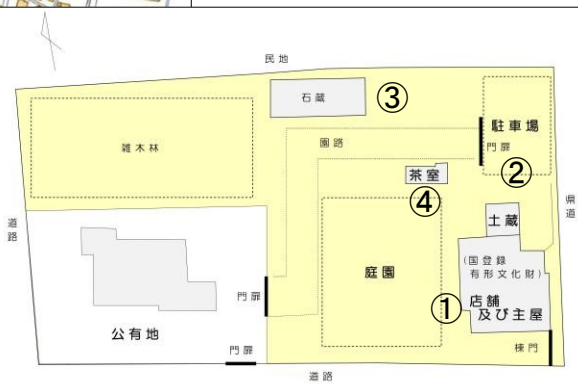 民地
石蔵
③
雑木林
園路
駐車場
門扉
②
茶室
④
土蔵
県道
道路
(国登録
有形文化財)
庭園
①
店舗
及び主屋
門扉
公有地
門扉
棟門
道路